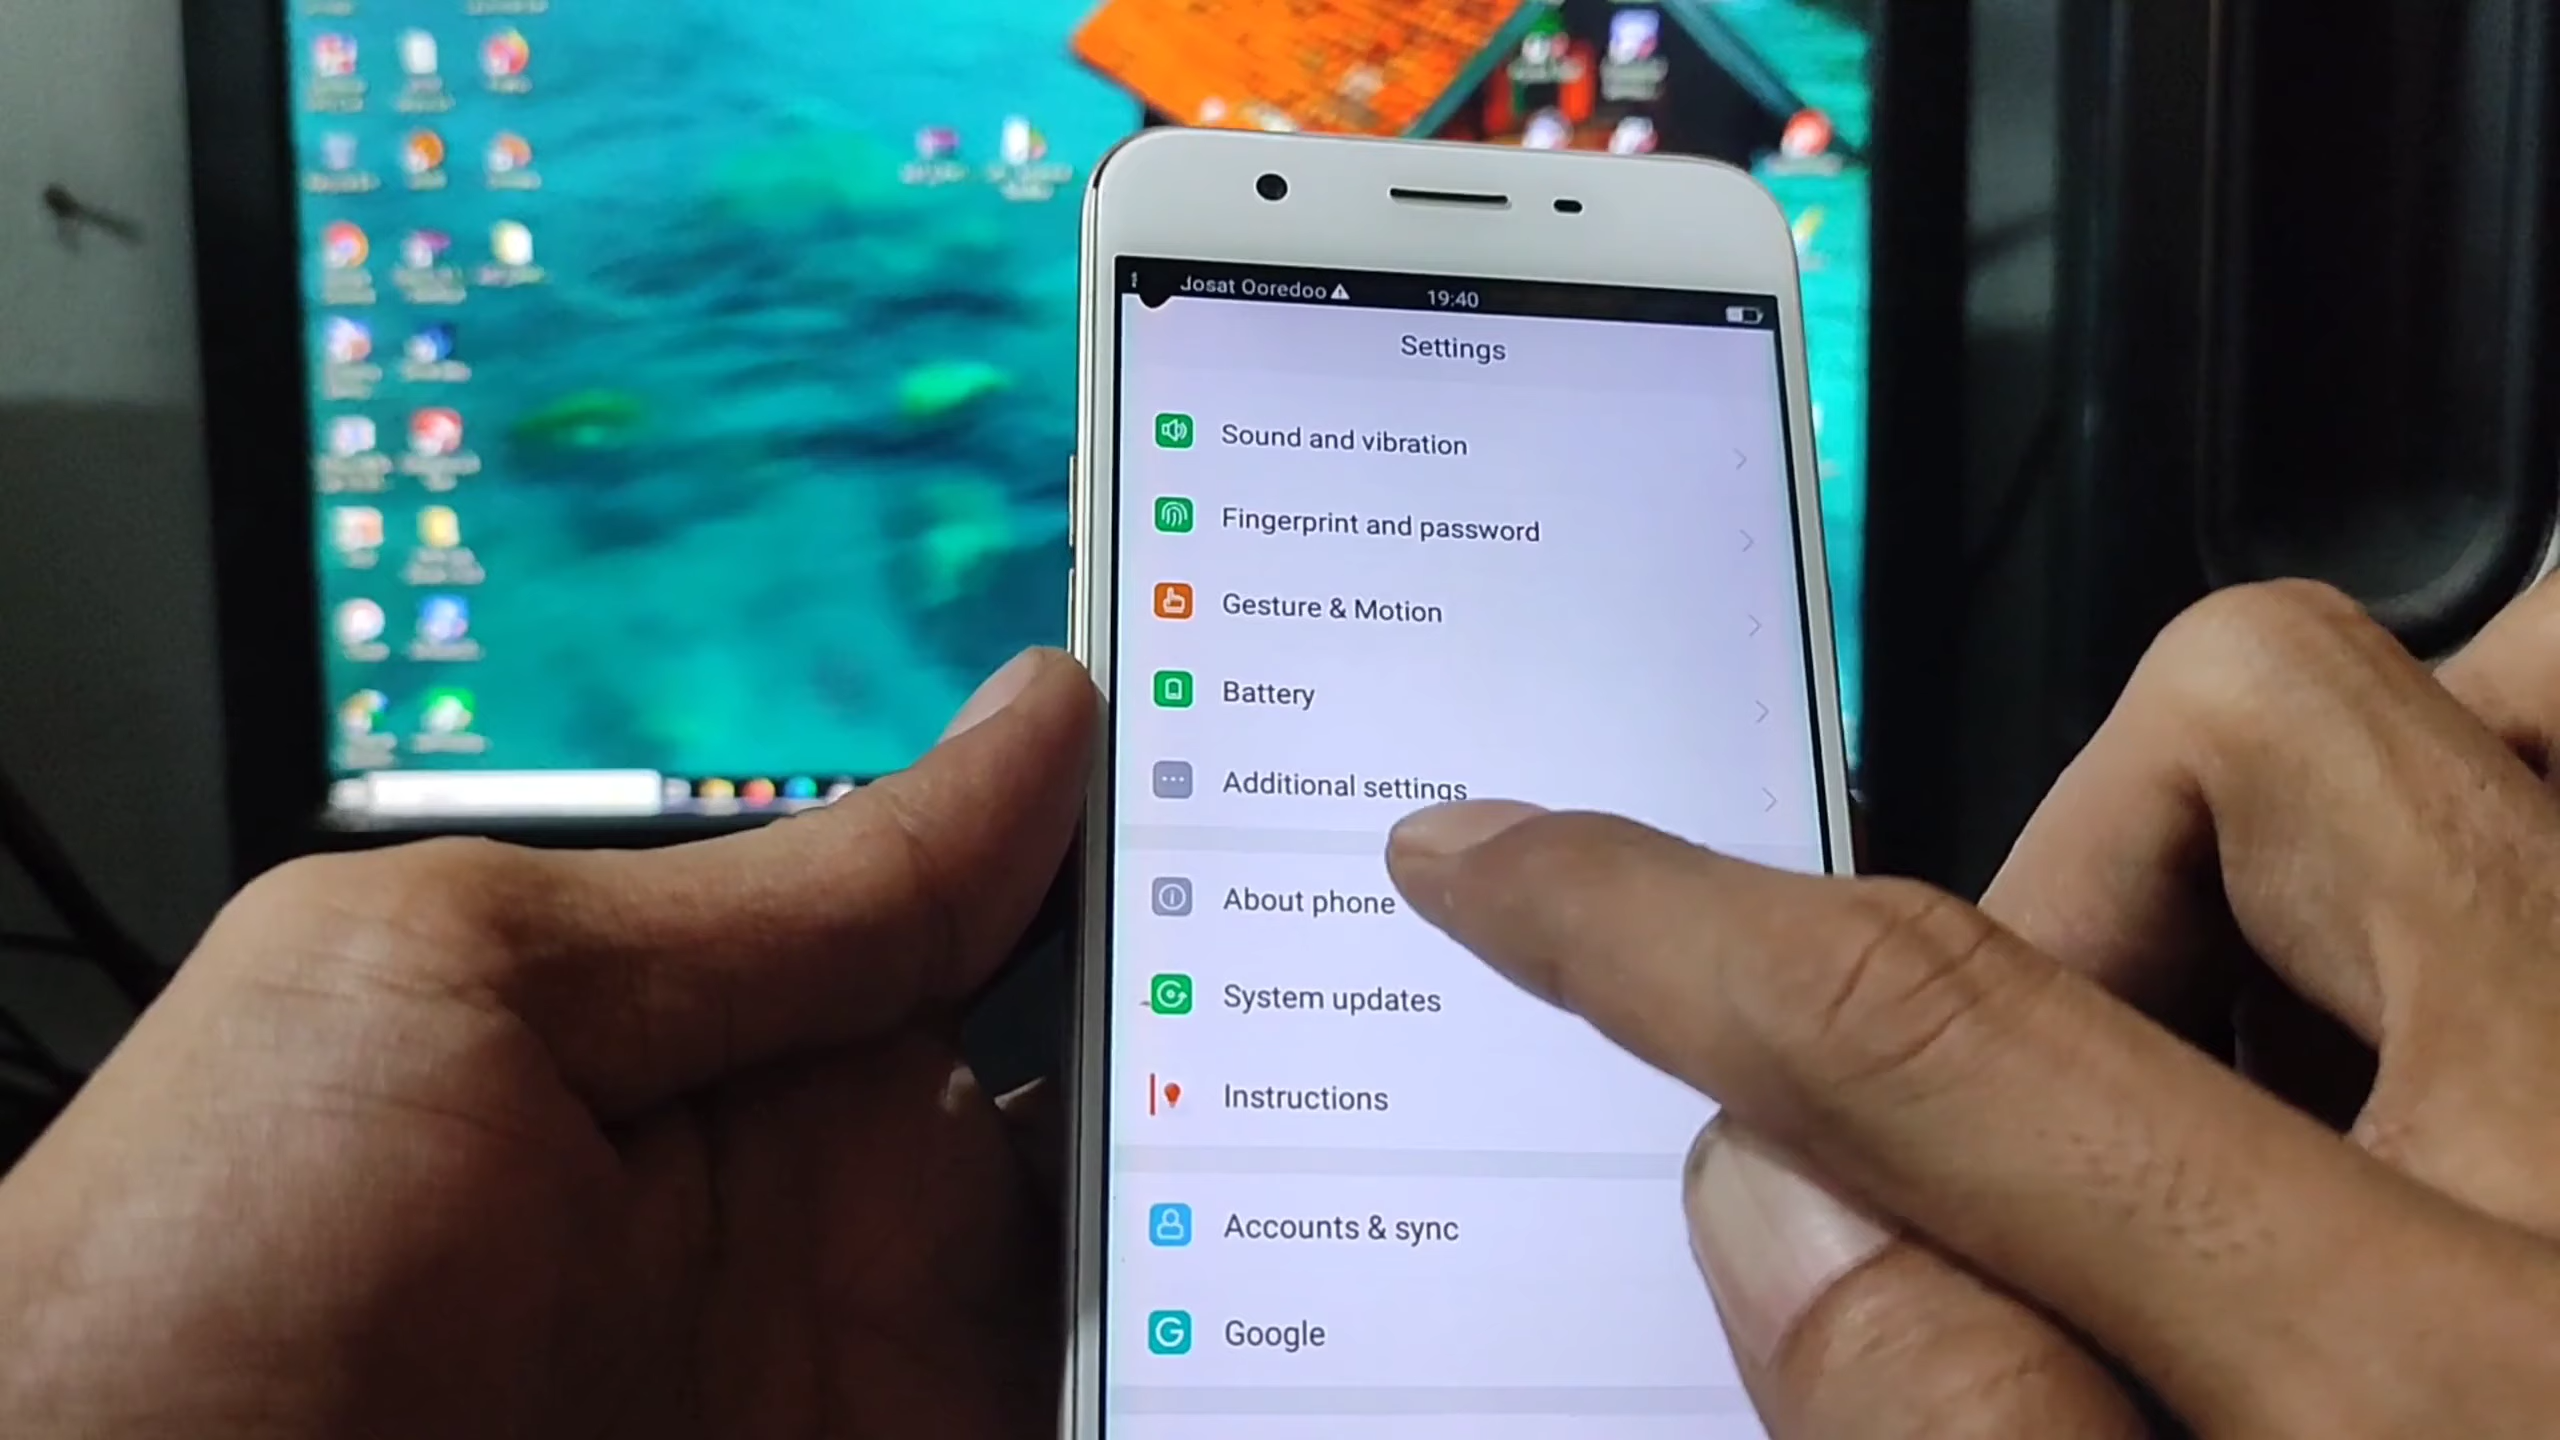 Josat Ooredoo 19:40
Settings
Sound and vibration
Fingerprint and password
Gesture & Motion
Battery
Additional settings
About phone
System updates
Instructions
Accounts & sync
Google